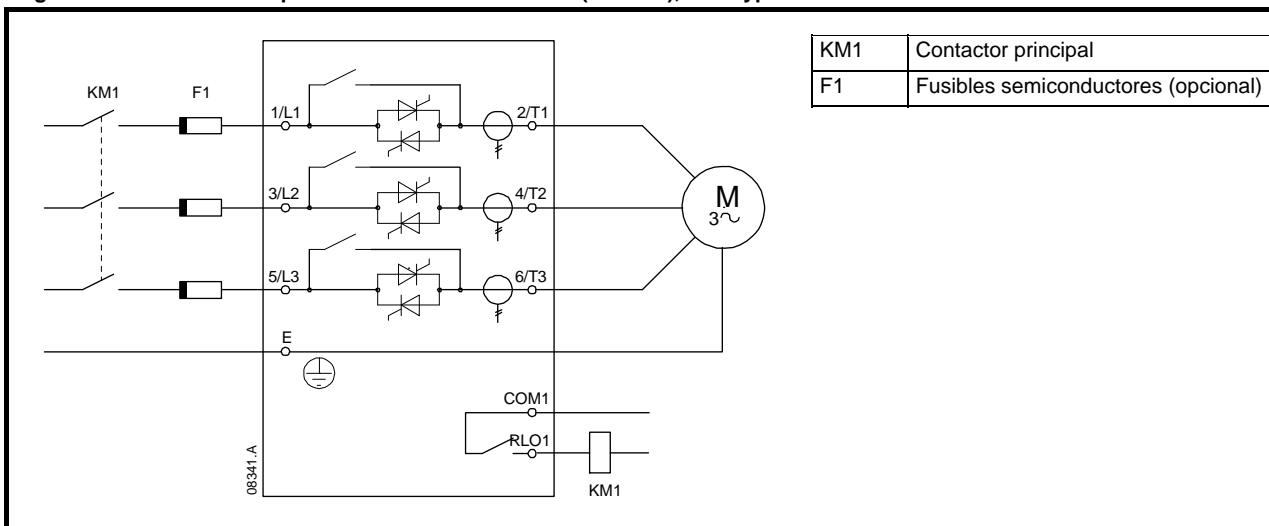 KM1 Contactor principal
F1 Fusibles semiconductores (opcional)
KM1 F1
1/L1 2/T1
3/L2 4/T2
M
3
5/L3 6/T3
E
COM1
RLO1
KM1
08341.A